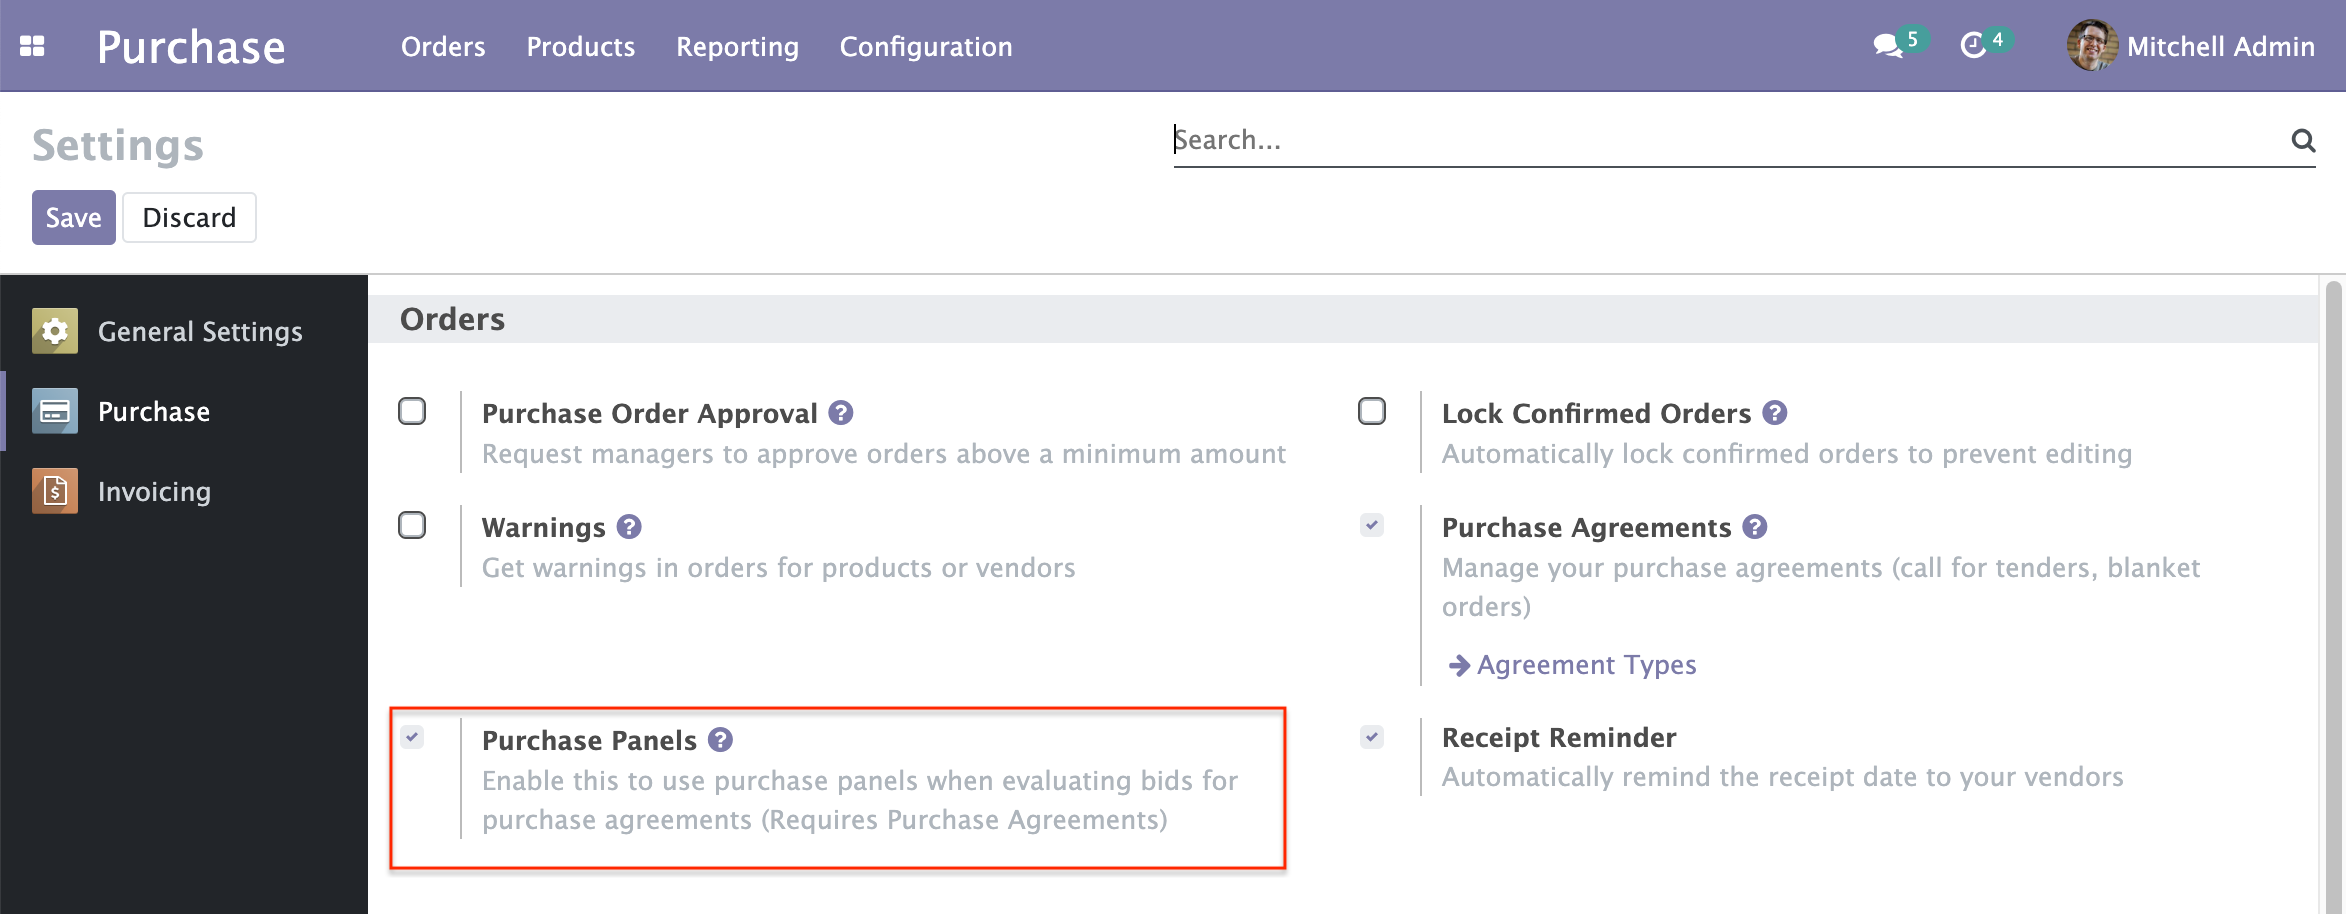 Purchase
Orders Products Reporting Configuration
5
4
Mitchell Admin
Settings
Search...
Save
Discard
General Settings
Purchase
Invoicing
Orders
Purchase Order Approval ?
Request managers to approve orders above a minimum amount
Lock Confirmed Orders ?
Automatically lock confirmed orders to prevent editing
Warnings ?
Get warnings in orders for products or vendors
Purchase Agreements ?
Manage your purchase agreements (call for tenders, blanket
orders)
Agreement Types
Purchase Panels ?
Enable this to use purchase panels when evaluating bids for
purchase agreements (Requires Purchase Agreements)
Receipt Reminder
Automatically remind the receipt date to your vendors